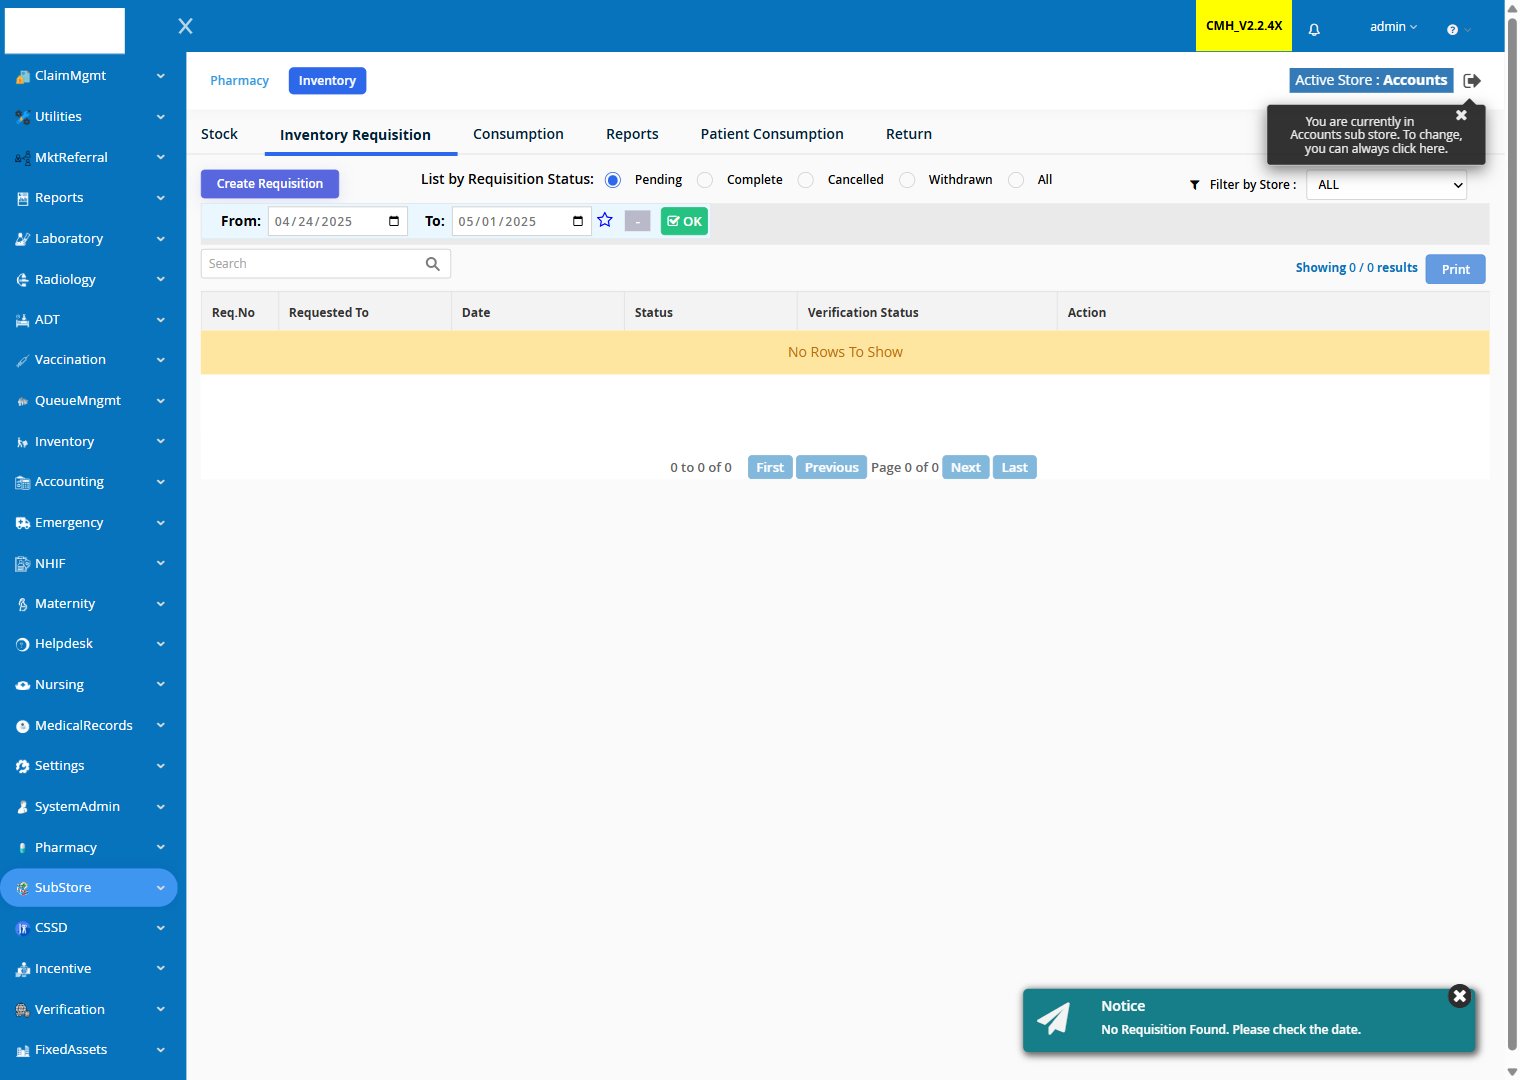 X
CMH_V2.2.4X
admin
ClaimMgmt
Utilities
MktReferral
Reports
Laboratory
Radiology
ADT
Vaccination
QueueMngmt
Inventory
Accounting
Emergency
NHIF
Maternity
Helpdesk
Nursing
MedicalRecords
Settings
SystemAdmin
Pharmacy
SubStore
CSSD
Incentive
Verification
FixedAssets
Pharmacy Inventory
Active Store : Accounts
You are currently in
Accounts sub store. To change,
you can always click here.
Stock Inventory Requisition Consumption Reports Patient Consumption Return
Create Requisition
List by Requisition Status: Pending Complete Cancelled Withdrawn All
Filter by Store : ALL
From: 04/24/2025 To: 05/01/2025 - OK
Search
Showing 0 / 0 results Print
Req.No Requested To Date Status Verification Status Action
No Rows To Show
0 to 0 of 0 First Previous Page 0 of 0 Next Last
Notice
No Requisition Found. Please check the date.